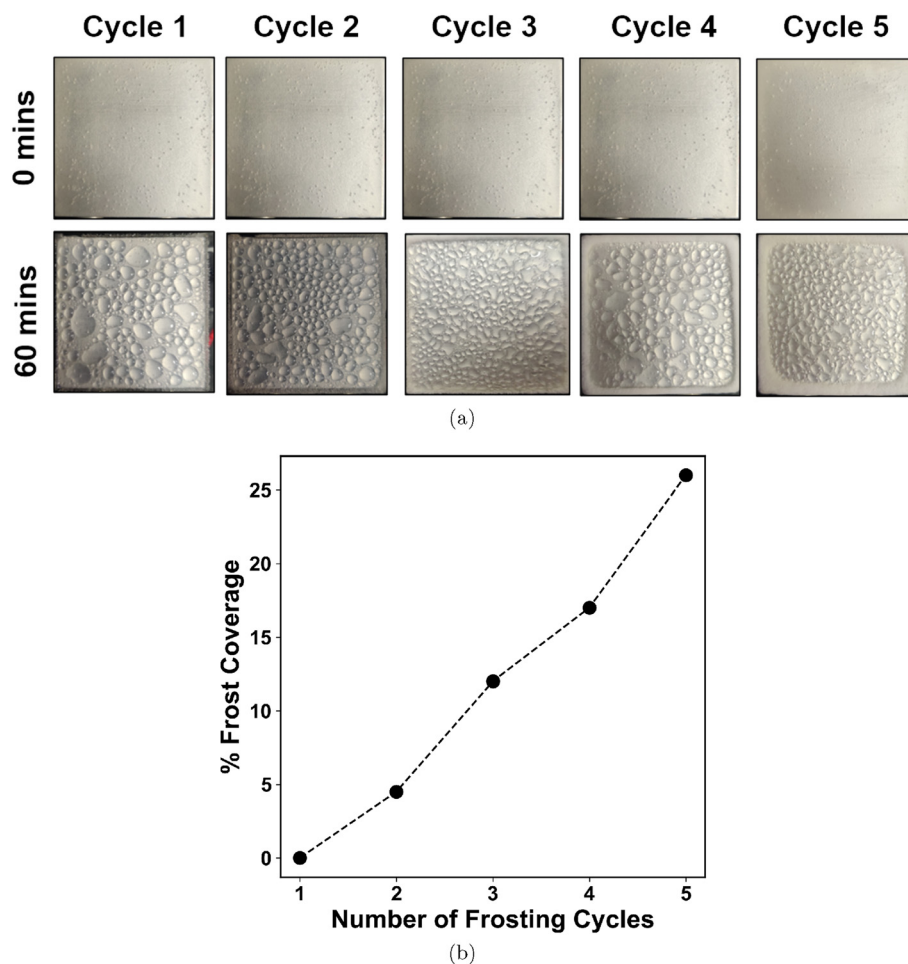 Cycle 1 Cycle 2 Cycle 3 Cycle 4 Cycle 5
0 mins
60 mins
(a)
% Frost Coverage
25
20
15
10
5
0
1 2 3 4 5
Number of Frosting Cycles
(b)